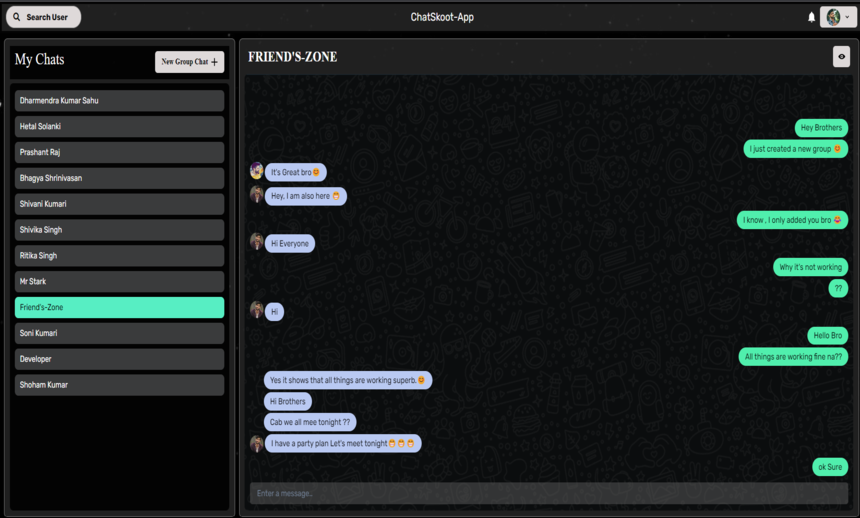 Search User
ChatSkoot-App
My Chats
New Group Chat +
Dharmendra Kumar Sahu
Hetal Solanki
Prashant Raj
Bhagya Shrinivasan
Shivani Kumari
Shivika Singh
Ritika Singh
Mr Stark
Friend's-Zone
Soni Kumari
Developer
Shoham Kumar
FRIEND'S-ZONE
Hey Brothers
I just created a new group
It's Great bro
Hey, I am also here
I know , I only added you bro
Hi Everyone
Why it's not working
??
Hi
Hello Bro
All things are working fine na??
Yes it shows that all things are working superb.
Hi Brothers
Cab we all mee tonight ??
I have a party plan Let's meet tonight
ok Sure
Enter a message..